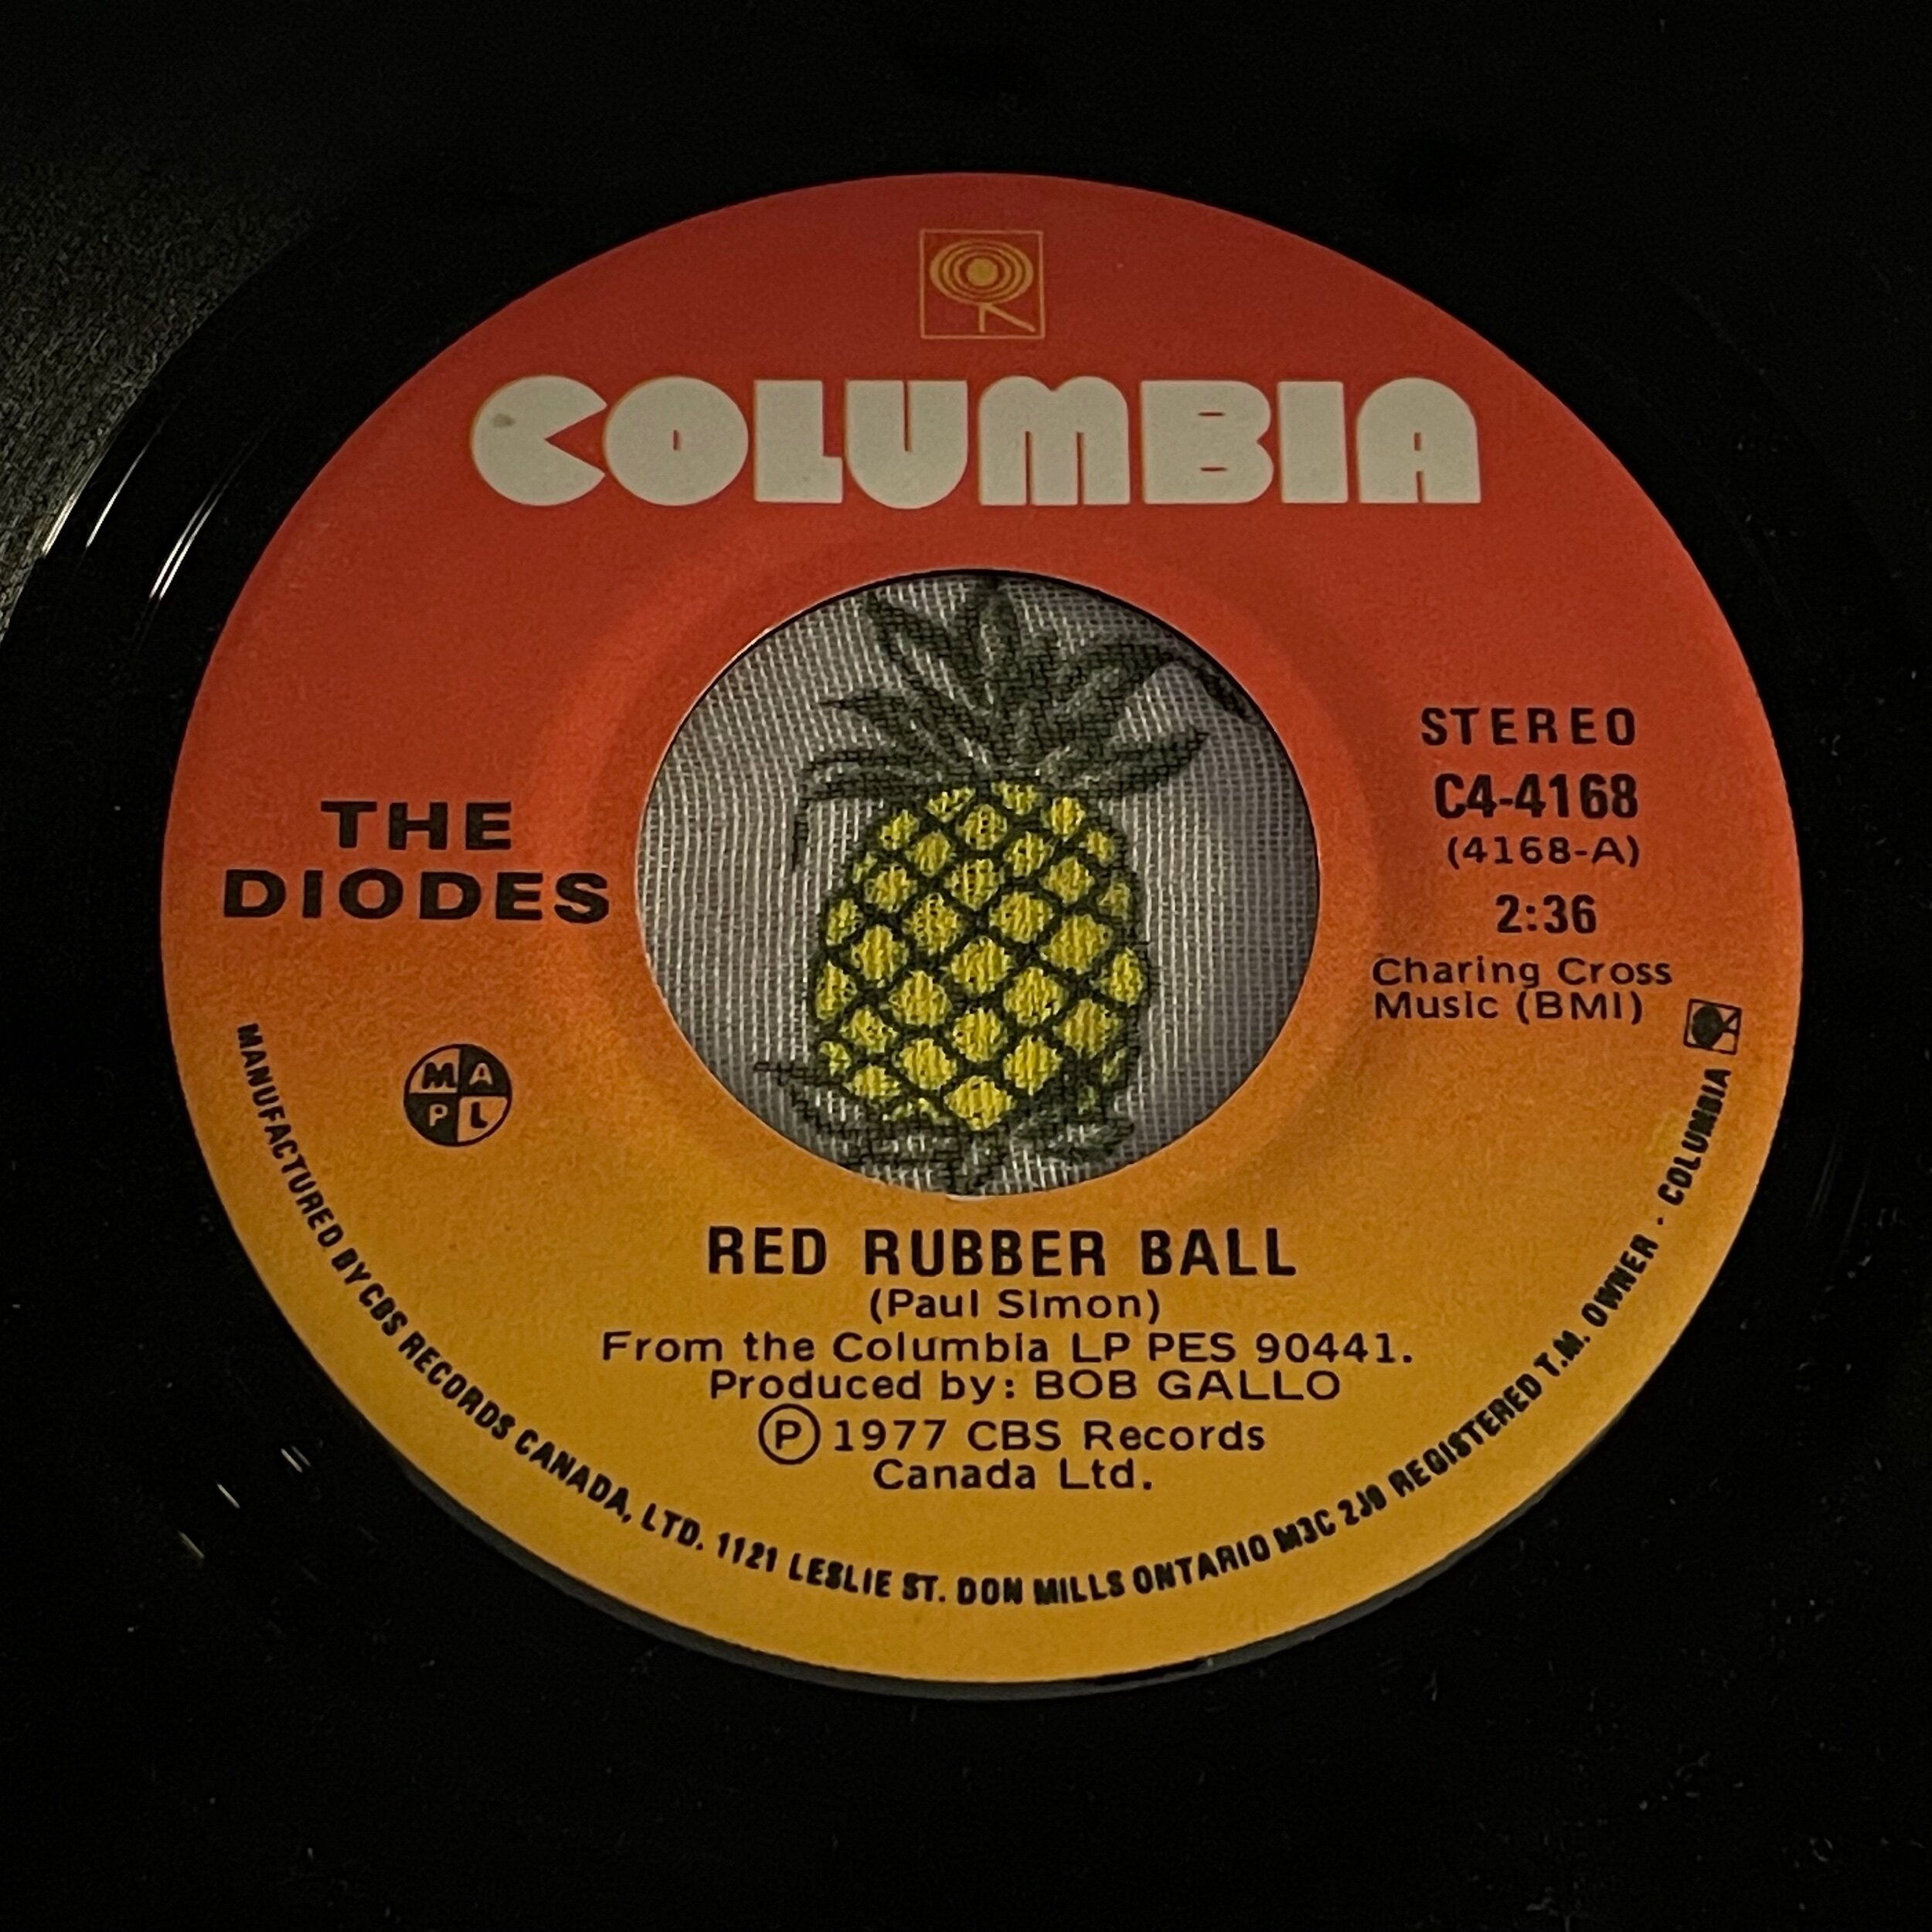 COLUMBIA
THE
DIODES
STEREO
C4-4168
(4168-A)
2:36
Charing Cross
Music (BMI)
M A
P L
RED RUBBER BALL
(Paul Simon)
From the Columbia LP PES 90441.
Produced by: BOB GALLO
Ⓟ 1977 CBS Records
Canada Ltd.
MANUFACTURED BY CBS RECORDS CANADA, LTD. 1121 LESLIE ST. DON MILLS ONTARIO M3C 2J9 REGISTERED T.M. OWNER - COLUMBIA